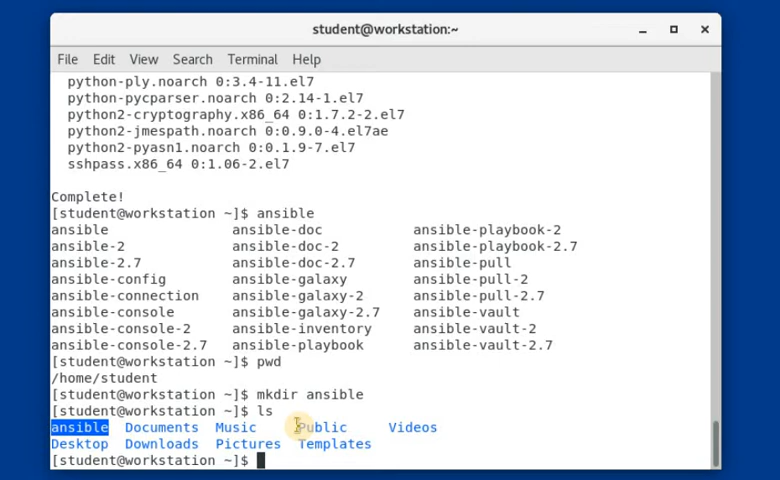 student@workstation:~
File Edit View Search Terminal Help
python-ply.noarch 0:3.4-11.el7
python-pycparser.noarch 0:2.14-1.el7
python2-cryptography.x86_64 0:1.7.2-2.el7
python2-jmespath.noarch 0:0.9.0-4.el7ae
python2-pyasn1.noarch 0:0.1.9-7.el7
sshpass.x86_64 0:1.06-2.el7
Complete!
[student@workstation ~]$ ansible
ansible ansible-doc ansible-playbook-2
ansible-2 ansible-doc-2 ansible-playbook-2.7
ansible-2.7 ansible-doc-2.7 ansible-pull
ansible-config ansible-galaxy ansible-pull-2
ansible-connection ansible-galaxy-2 ansible-pull-2.7
ansible-console ansible-galaxy-2.7 ansible-vault
ansible-console-2 ansible-inventory ansible-vault-2
ansible-console-2.7 ansible-playbook ansible-vault-2.7
[student@workstation ~]$ pwd
/home/student
[student@workstation ~]$ mkdir ansible
[student@workstation ~]$ ls
ansible Documents Music Public Videos
Desktop Downloads Pictures Templates
[student@workstation ~]$